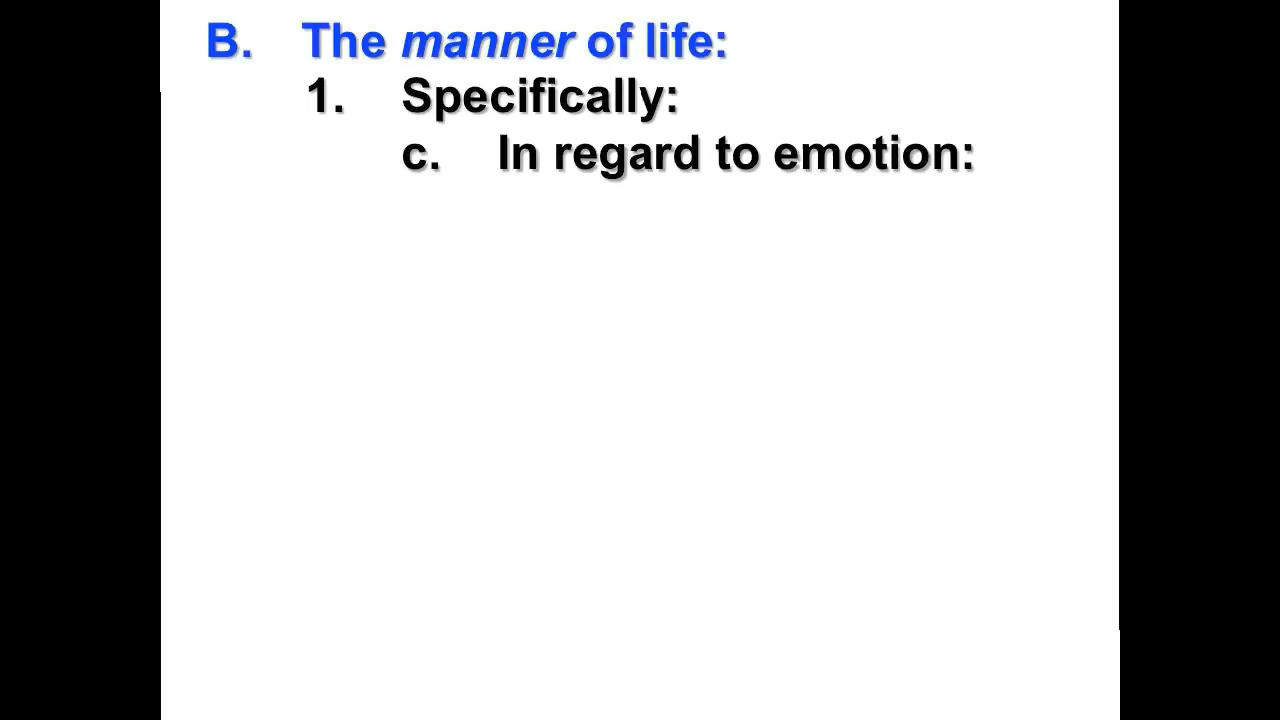 B. The manner of life:
1. Specifically:
c. In regard to emotion: